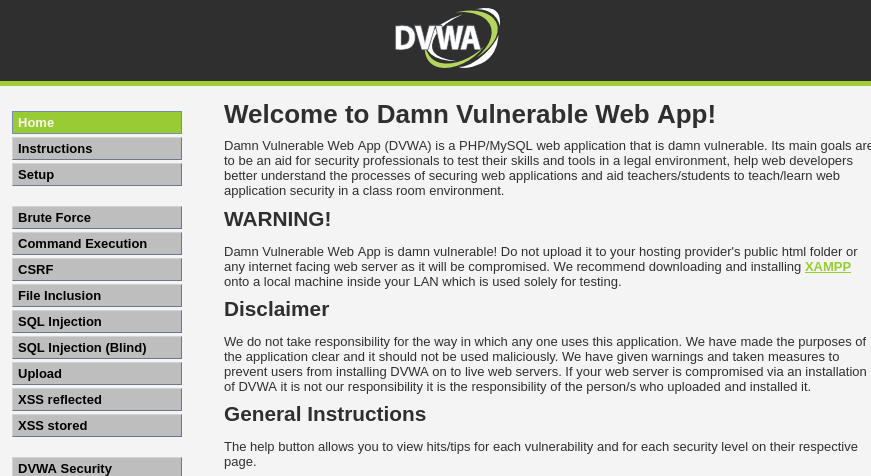 DVWA
Home
Instructions
Setup
Brute Force
Command Execution
CSRF
File Inclusion
SQL Injection
SQL Injection (Blind)
Upload
XSS reflected
XSS stored
DVWA Security
Welcome to Damn Vulnerable Web App!
Damn Vulnerable Web App (DVWA) is a PHP/MySQL web application that is damn vulnerable. Its main goals are
to be an aid for security professionals to test their skills and tools in a legal environment, help web developers
better understand the processes of securing web applications and aid teachers/students to teach/learn web
application security in a class room environment.
WARNING!
Damn Vulnerable Web App is damn vulnerable! Do not upload it to your hosting provider's public html folder or
any internet facing web server as it will be compromised. We recommend downloading and installing XAMPP
onto a local machine inside your LAN which is used solely for testing.
Disclaimer
We do not take responsibility for the way in which any one uses this application. We have made the purposes of
the application clear and it should not be used maliciously. We have given warnings and taken measures to
prevent users from installing DVWA on to live web servers. If your web server is compromised via an installation
of DVWA it is not our responsibility it is the responsibility of the person/s who uploaded and installed it.
General Instructions
The help button allows you to view hits/tips for each vulnerability and for each security level on their respective
page.